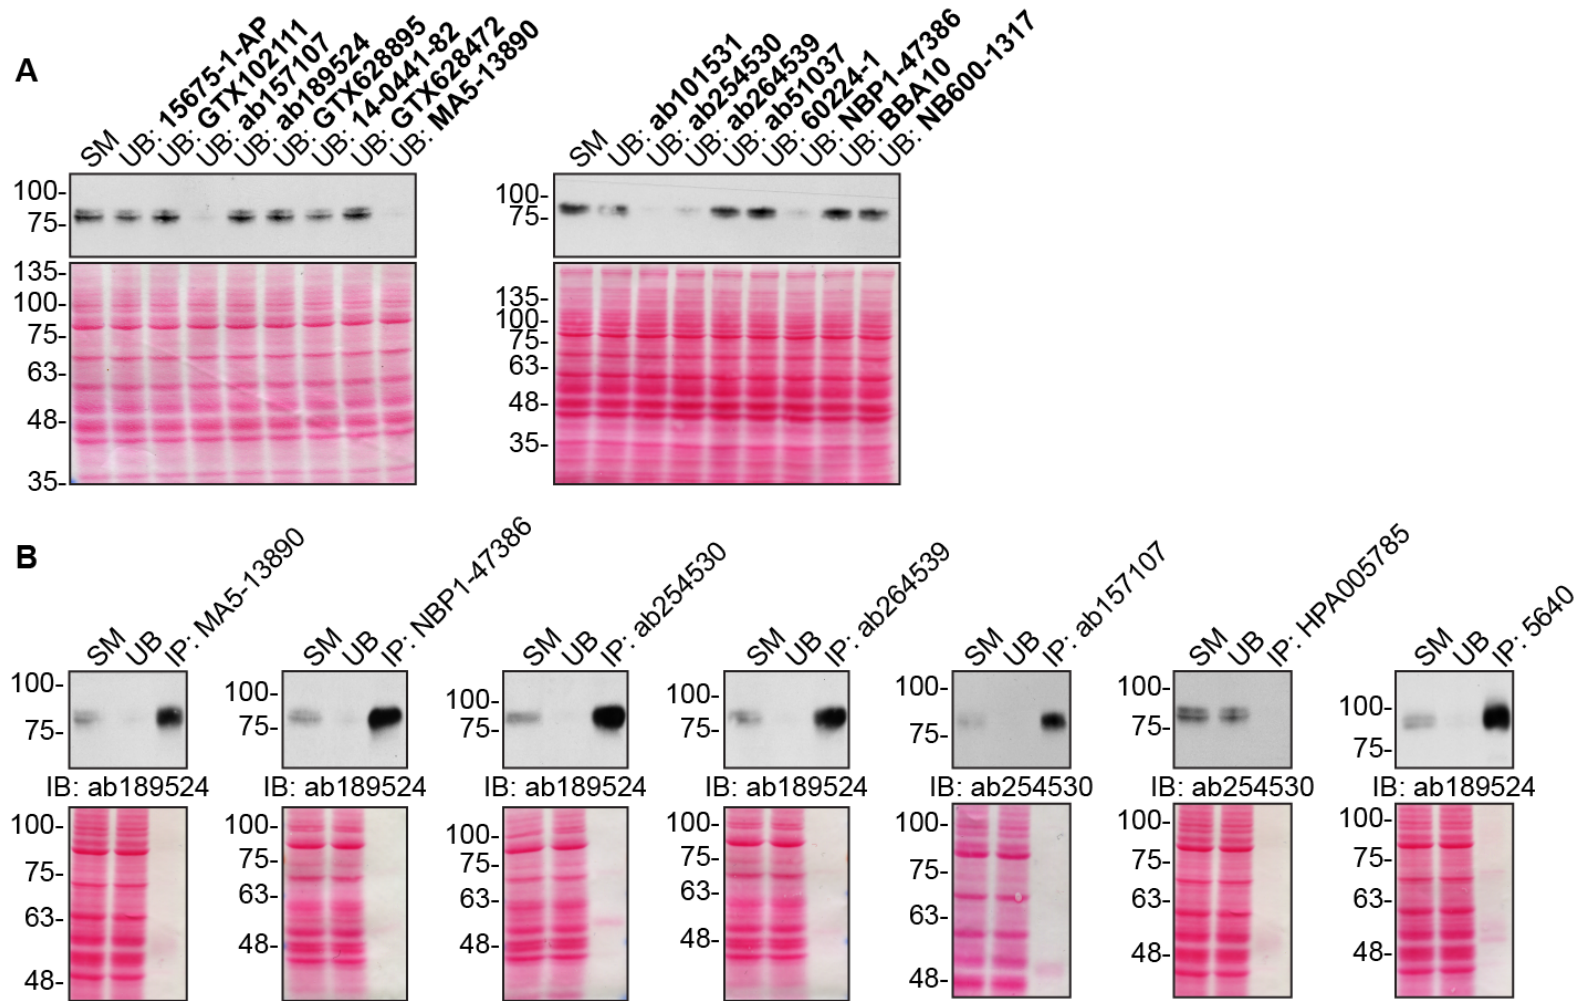 A
SM
UB: 15675-1-AP
UB: GTX102111
UB: ab157107
UB: ab189524
UB: GTX628895
UB: 14-0441-82
UB: GTX628472
UB: MA5-13890
100-
75-
135-
100-
75-
63-
48-
35-
SM
UB: ab101531
UB: ab254530
UB: ab264539
UB: ab51037
UB: 60224-1
UB: NBP1-47386
UB: BBA10
UB: NB600-1317
100-
75-
135-
100-
75-
63-
48-
35-
B
SM
UB
IP: MA5-13890
100-
75-
IB: ab189524
100-
75-
63-
48-
SM
UB
IP: NBP1-47386
100-
75-
IB: ab189524
100-
75-
63-
48-
SM
UB
IP: ab254530
100-
75-
IB: ab189524
100-
75-
63-
48-
SM
UB
IP: ab264539
100-
75-
IB: ab189524
100-
75-
63-
48-
SM
UB
IP: ab157107
100-
75-
IB: ab254530
100-
75-
63-
48-
SM
UB
IP: HPA005785
100-
75-
IB: ab254530
100-
75-
63-
48-
SM
UB
IP: 5640
100-
75-
IB: ab189524
100-
75-
63-
48-